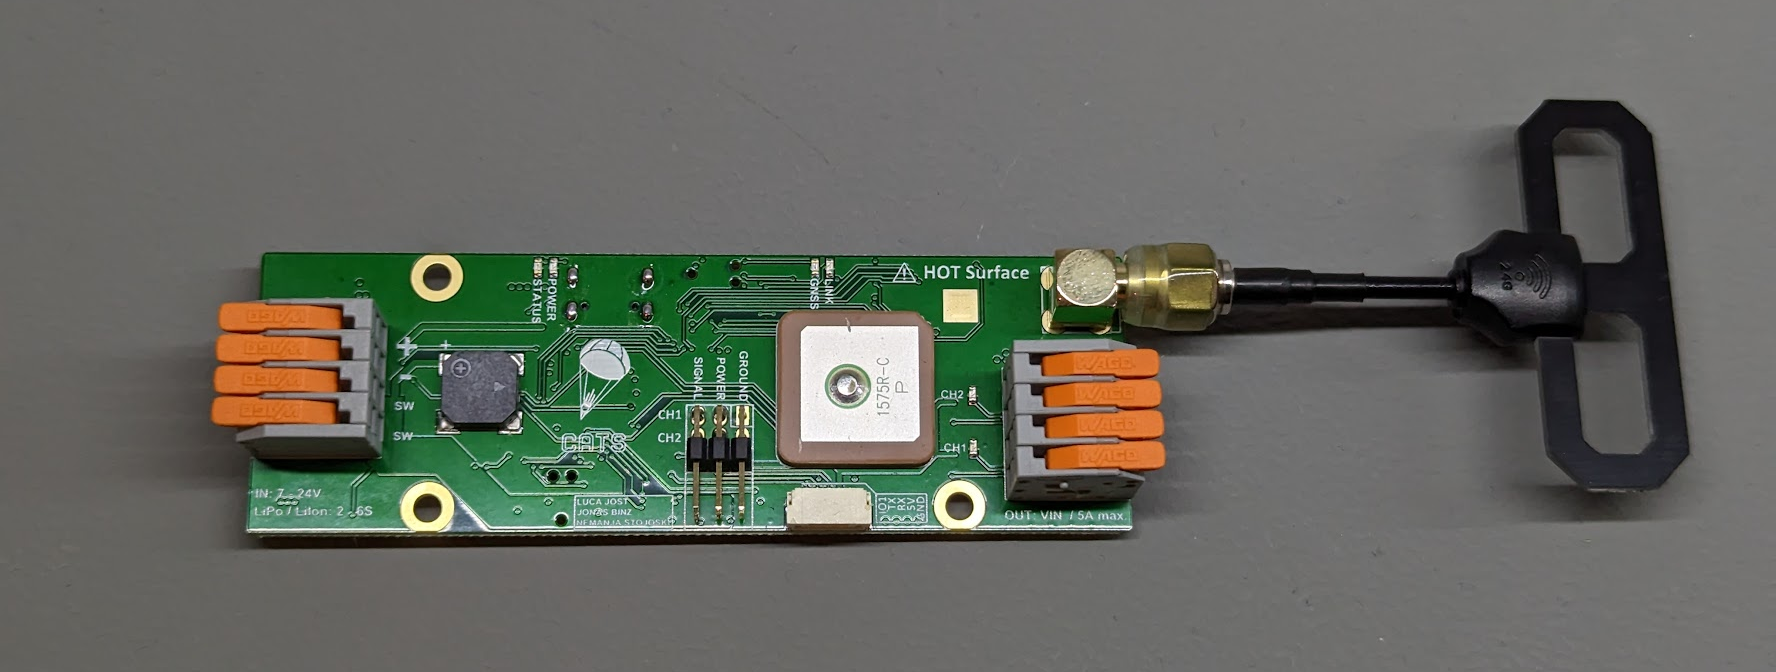 POWER
STATUS
LINK
GNSS
HOT Surface
2.4G
WAGO
WAGO
WAGO
WAGO
+
+
-
SW
SW
CATS
GROUND
POWER
SIGNAL
CH1
CH2
1575R-C
P
CH2
CH1
WAGO
WAGO
WAGO
WAGO
IN: 7 - 24V
LiPo / LiIon: 2 - 6S
LUCA JOST
JONAS BINZ
NEMANJA STOJOSKI
TX
RX
5V
GND
OUT: VIN / 5A max.